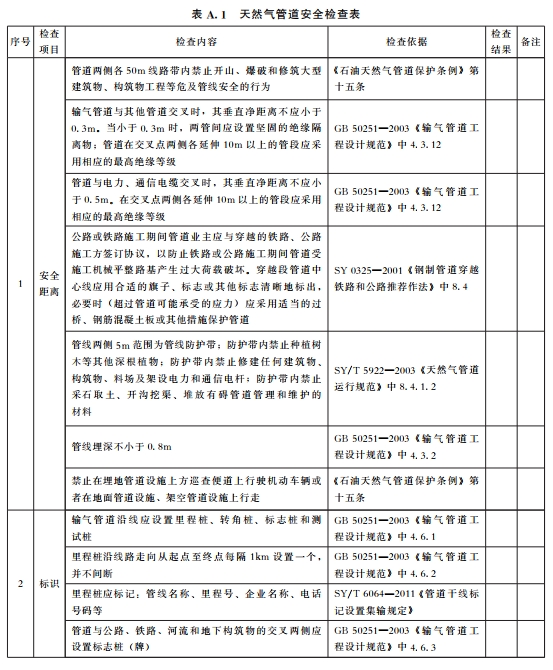 表 A.1 天然气管道安全检查表
序号 检查项目 检查内容 检查依据 检查结果 备注
管道两侧各50m线路带内禁止开山、爆破和修筑大型
建筑物、构筑物工程等危及管线安全的行为
《石油天然气管道保护条例》第
十五条
输气管道与其他管道交叉时，其垂直净距离不应小于
0.3m。当小于0.3m时，两管间应设置坚固的绝缘隔
离物；管道在交叉点两侧各延伸10m以上的管段应采
用相应的最高绝缘等级
GB 50251—2003《输气管道工
程设计规范》中4.3.12
管道与电力、通信电缆交叉时，其垂直净距离不应小
于0.5m。在交叉点两侧各延伸10m以上的管段应采用
相应的最高绝缘等级
GB 50251—2003《输气管道工
程设计规范》中4.3.12
1
安全
距离
公路或铁路施工期间管道业主应与穿越的铁路、公路
施工方签订协议，以防止铁路或公路施工期间管道受
施工机械平整路基产生过大荷载破坏。穿越段管道中
心线应用合适的旗子、标志或其他标志清晰地标出，
必要时（超过管道可能承受的应力）应采用适当的过
桥、钢筋混凝土板或其他措施保护管道
SY 0325—2001《钢制管道穿越
铁路和公路推荐作法》中8.4
管线两侧5m范围为管线防护带；防护带内禁止种植树
木等其他深根植物；防护带内禁止修建任何建筑物、
构筑物、料场及架设电力和通信电杆；防护带内禁止
采石取土、开沟挖渠、堆放有碍管道管理和维护的
材料
SY/T 5922—2003《天然气管道
运行规范》中8.4.1.2
管线埋深不小于0.8m
GB 50251—2003《输气管道工
程设计规范》中4.3.2
禁止在埋地管道设施上方巡查便道上行驶机动车辆或
者在地面管道设施、架空管道设施上行走
《石油天然气管道保护条例》第
十五条
输气管道沿线应设置里程桩、转角桩、标志桩和测
试桩
GB 50251—2003《输气管道工
程设计规范》中4.6.1
2
标识
里程桩沿线路走向从起点至终点每隔1km设置一个，
并不间断
GB 50251—2003《输气管道工
程设计规范》中4.6.2
里程桩应标记：管线名称、里程号、企业名称、电话
号码等
SY/T 6064—2011《管道干线标
记设置集输规定》
管道与公路、铁路、河流和地下构筑物的交叉两侧应
设置标志桩（牌）
GB 50251—2003《输气管道工
程设计规范》中4.6.3